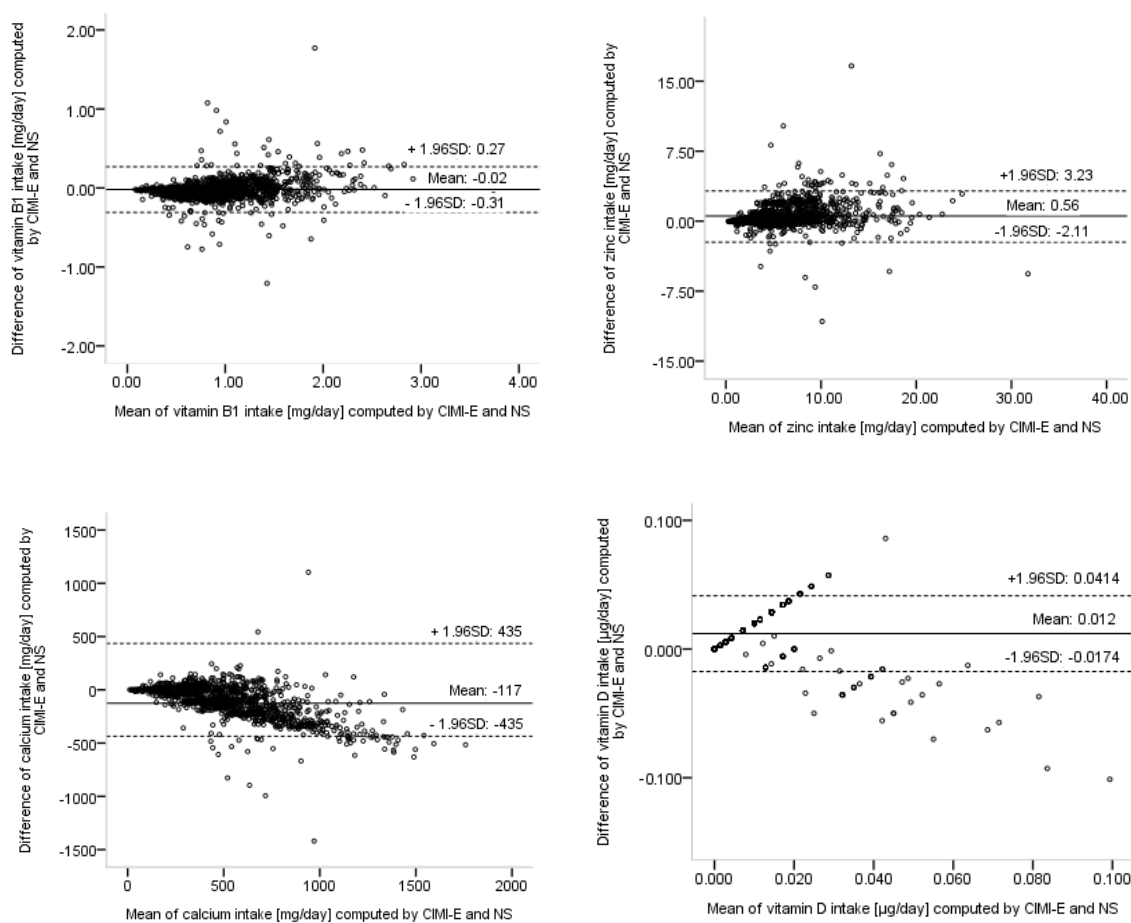 Difference of vitamin B1 intake [mg/day] computed
by CIMI-E and NS
2.00
1.00
0.00
-1.00
-2.00
+ 1.96SD: 0.27
Mean: -0.02
- 1.96SD: -0.31
0.00 1.00 2.00 3.00 4.00
Mean of vitamin B1 intake [mg/day] computed by CIMI-E and NS
Difference of zinc intake [mg/day] computed by
CIMI-E and NS
15.00
7.50
0.00
-7.50
-15.00
+1.96SD: 3.23
Mean: 0.56
-1.96SD: -2.11
0.00 10.00 20.00 30.00 40.00
Mean of zinc intake [mg/day] computed by CIMI-E and NS
Difference of calcium intake [mg/day] computed by
CIMI-E and NS
1500
1000
500
0
-500
-1000
-1500
+ 1.96SD: 435
Mean: -117
- 1.96SD: -435
0 500 1000 1500 2000
Mean of calcium intake [mg/day] computed by CIMI-E and NS
Difference of vitamin D intake [µg/day] computed
by CIMI-E and NS
0.100
0.000
-0.100
+1.96SD: 0.0414
Mean: 0.012
-1.96SD: -0.0174
0.000 0.020 0.040 0.060 0.080 0.100
Mean of vitamin D intake [µg/day] computed by CIMI-E and NS